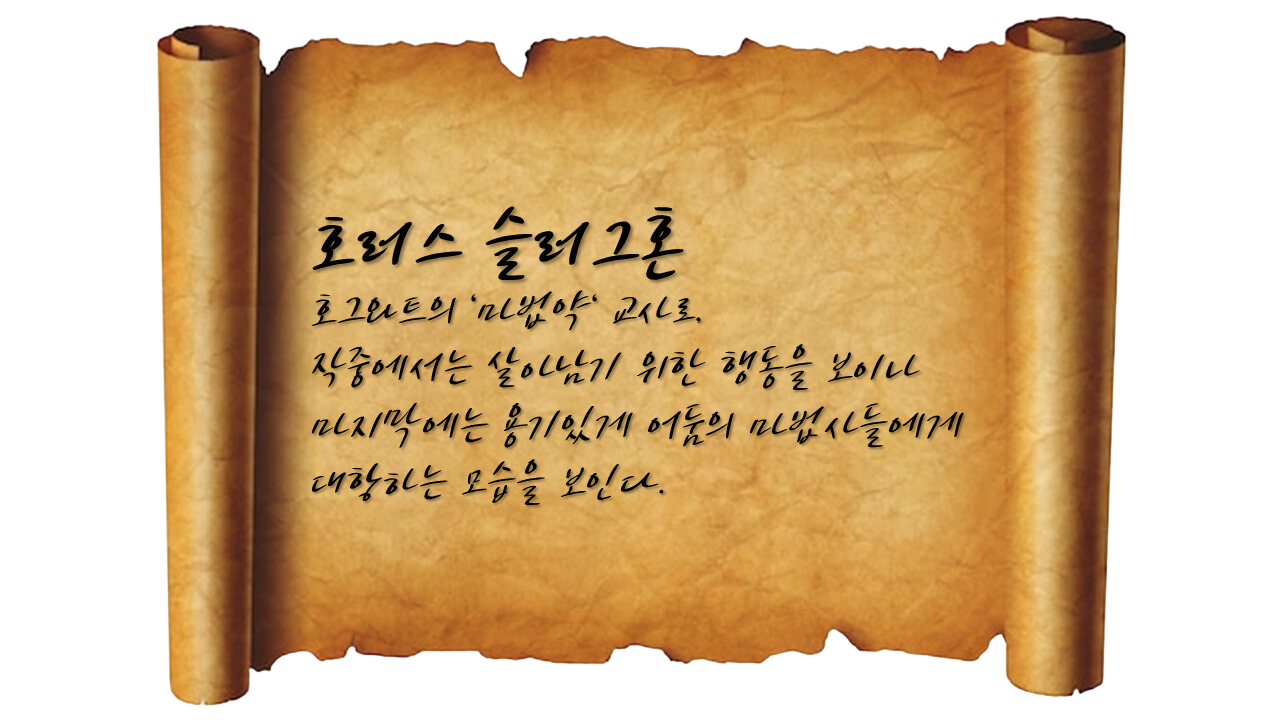 호러스 슬러그혼
호그와트의 ‘마법약‘ 교사로,
작중에서는 살아남기 위한 행동을 보이나
마지막에는 용기있게 어둠의 마법사들에게
대항하는 모습을 보인다.